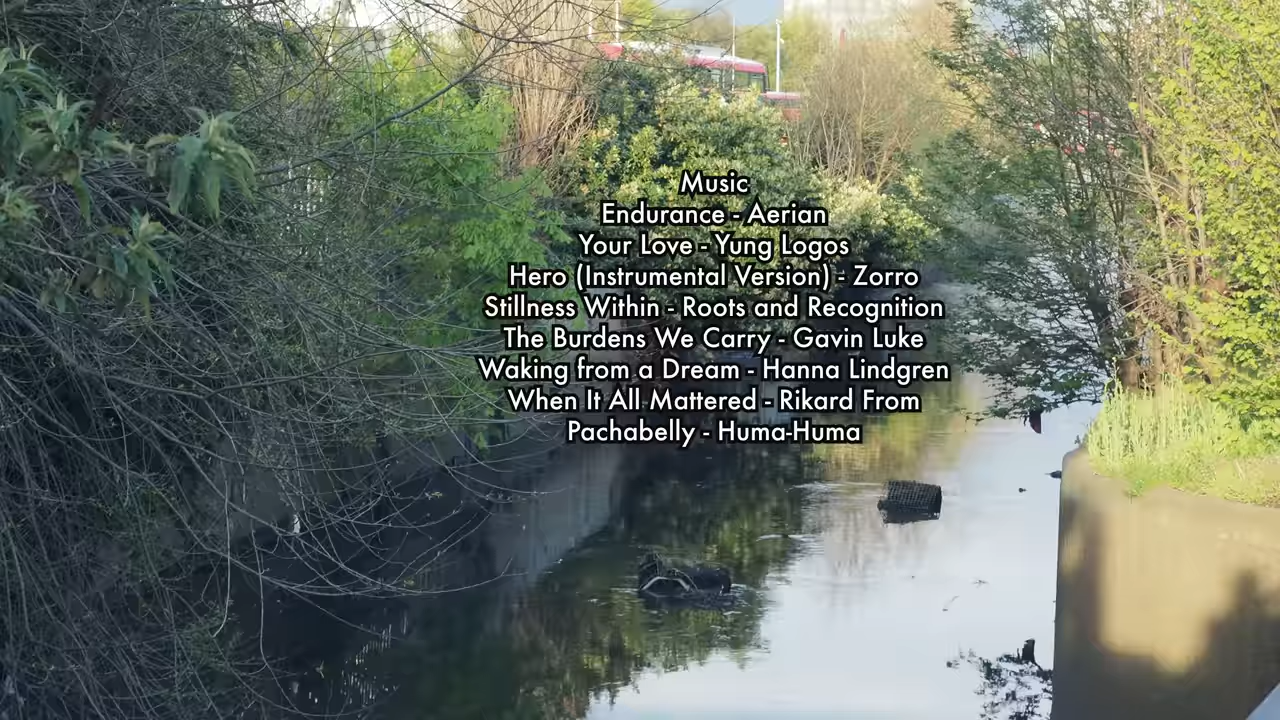 Music
Endurance - Aerian
Your Love - Yung Logos
Hero (Instrumental Version) - Zorro
Stillness Within - Roots and Recognition
The Burdens We Carry - Gavin Luke
Waking from a Dream - Hanna Lindgren
When It All Mattered - Rikard From
Pachabelly - Huma-Huma